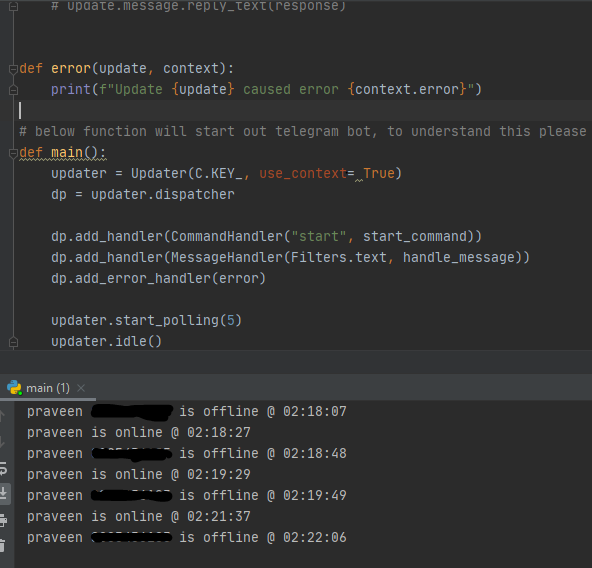 # update.message.reply_text(response)
def error(update, context):
print(f"Update {update} caused error {context.error}")
# below function will start out telegram bot, to understand this please
def main():
updater = Updater(C.KEY_, use_context= True)
dp = updater.dispatcher
dp.add_handler(CommandHandler("start", start_command))
dp.add_handler(MessageHandler(Filters.text, handle_message))
dp.add_error_handler(error)
updater.start_polling(5)
updater.idle()
main (1)
praveen is offline @ 02:18:07
praveen is online @ 02:18:27
praveen is offline @ 02:18:48
praveen is online @ 02:19:29
praveen is offline @ 02:19:49
praveen is online @ 02:21:37
praveen is offline @ 02:22:06